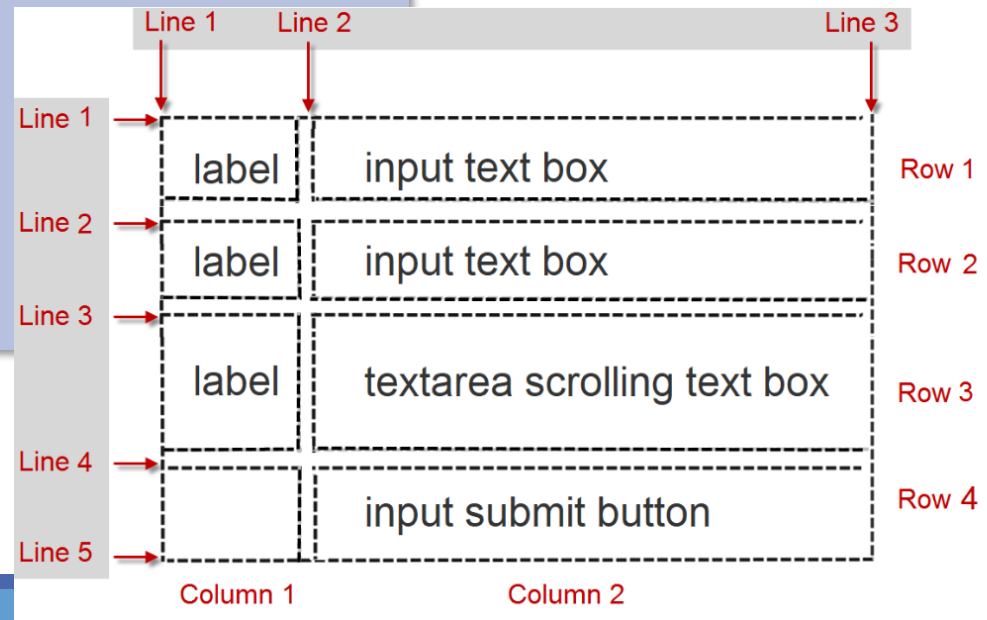 Line 1 Line 2 Line 3
Line 1
label input text box Row 1
Line 2
label input text box Row 2
Line 3
label textarea scrolling text box Row 3
Line 4
input submit button Row 4
Line 5
Column 1 Column 2